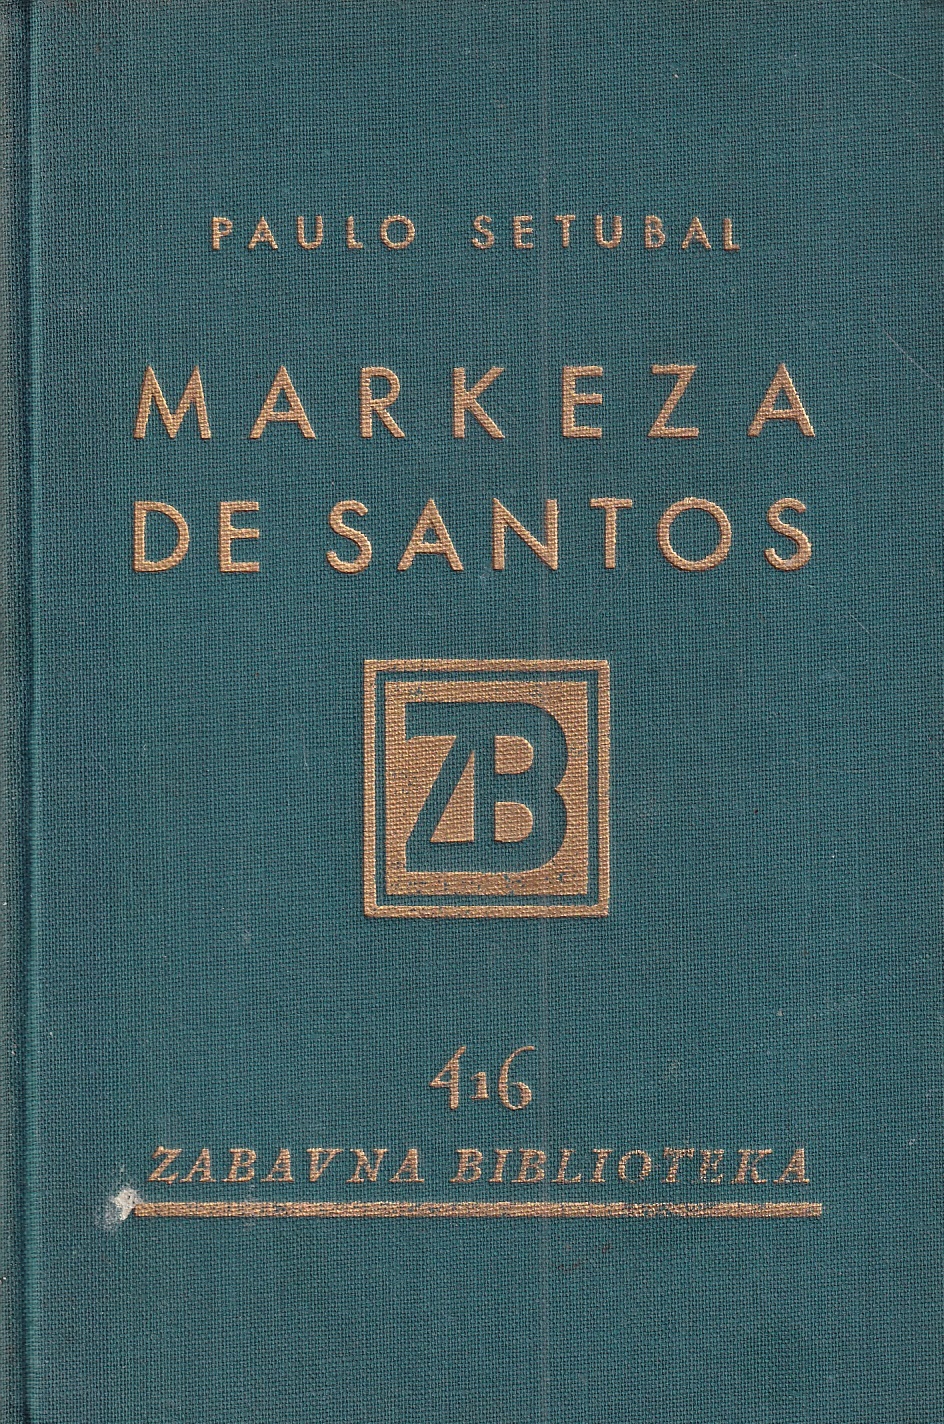 PAULO SETUBAL
MARKEZA
DE SANTOS
ZB
416
ZABAVNA BIBLIOTEKA